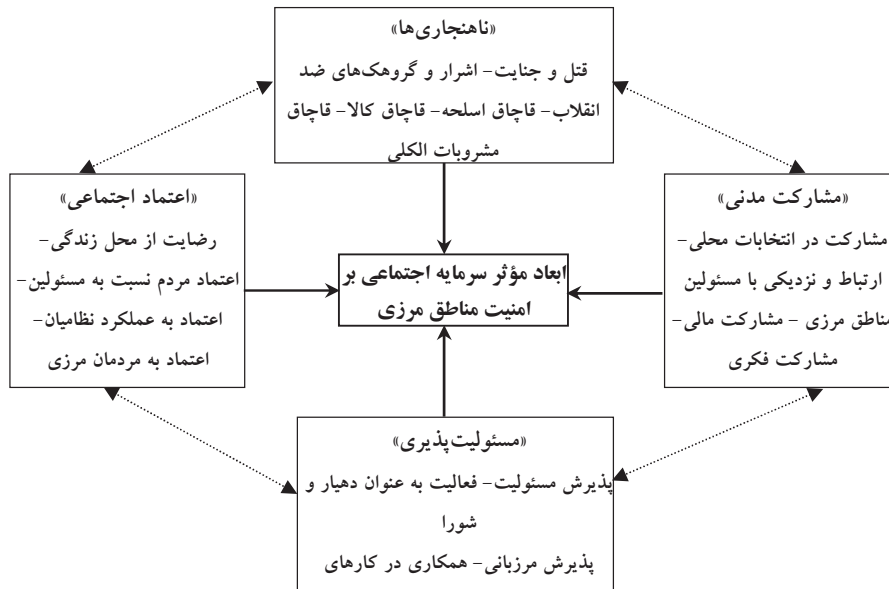 «ناهنجاری‌ها»
قتل و جنایت- اشرار و گروهک‌های ضد
انقلاب- قاچاق اسلحه- قاچاق کالا- قاچاق
مشروبات الکلی
«مشارکت مدنی»
مشارکت در انتخابات محلی-
ارتباط و نزدیکی با مسئولین
مناطق مرزی - مشارکت مالی-
مشارکت فکری
ابعاد مؤثر سرمایه اجتماعی بر
امنیت مناطق مرزی
«اعتماد اجتماعی»
رضایت از محل زندگی-
اعتماد مردم نسبت به مسئولین-
اعتماد به عملکرد نظامیان-
اعتماد به مردمان مرزی
«مسئولیت‌پذیری»
پذیرش مسئولیت- فعالیت به عنوان دهیار و
شورا
پذیرش مرزبانی- همکاری در کارهای